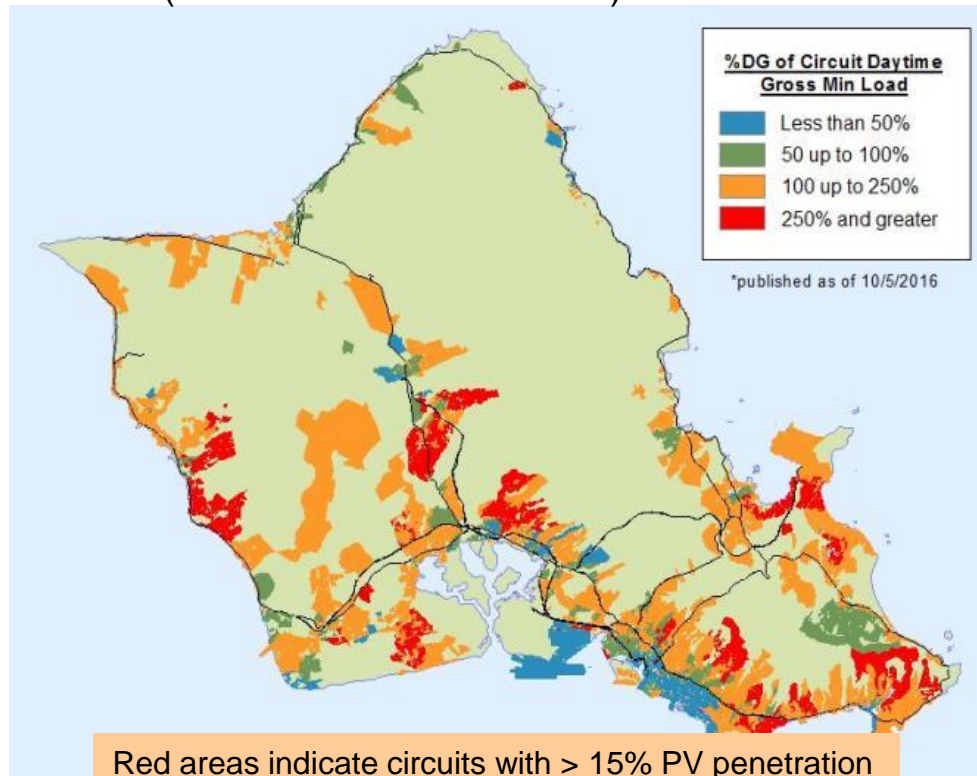 %DG of Circuit Daytime
Gross Min Load
Less than 50%
50 up to 100%
100 up to 250%
250% and greater
*published as of 10/5/2016
Red areas indicate circuits with > 15% PV penetration